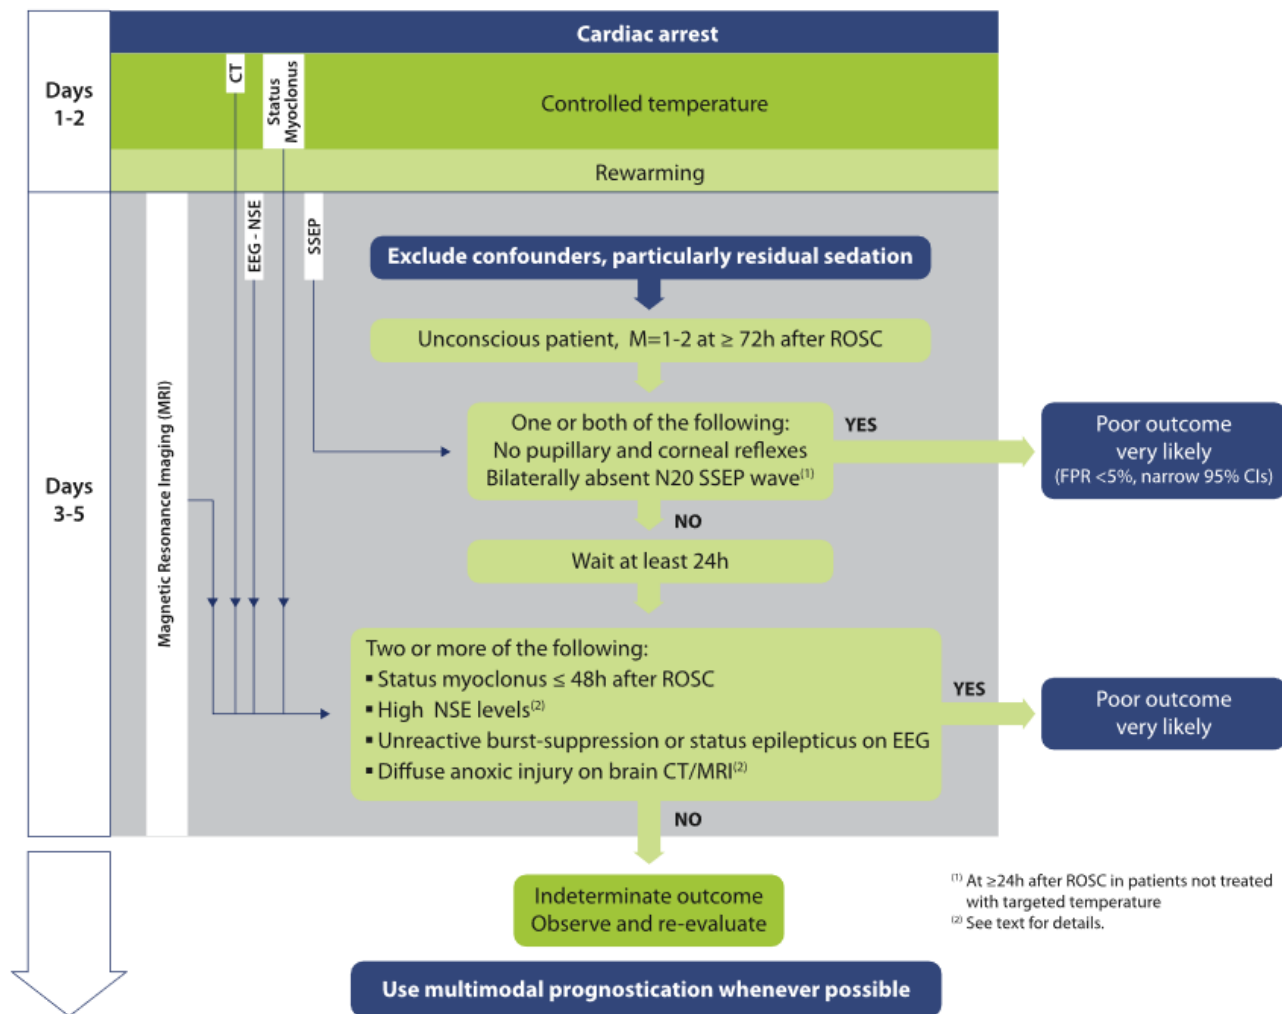 Cardiac arrest
Days
1-2
CT
Status
Myoclonus
Controlled temperature
Rewarming
Days
3-5
Magnetic Resonance Imaging (MRI)
EEG - NSE
SSEP
Exclude confounders, particularly residual sedation
Unconscious patient, M=1-2 at ≥ 72h after ROSC
One or both of the following:
No pupillary and corneal reflexes
Bilaterally absent N20 SSEP wave(1)
YES
Poor outcome
very likely
(FPR <5%, narrow 95% CIs)
NO
Wait at least 24h
Two or more of the following:
▪ Status myoclonus ≤ 48h after ROSC
▪ High NSE levels(2)
▪ Unreactive burst-suppression or status epilepticus on EEG
▪ Diffuse anoxic injury on brain CT/MRI(2)
YES
Poor outcome
very likely
NO
Indeterminate outcome
Observe and re-evaluate
(1) At ≥24h after ROSC in patients not treated
with targeted temperature
(2) See text for details.
Use multimodal prognostication whenever possible